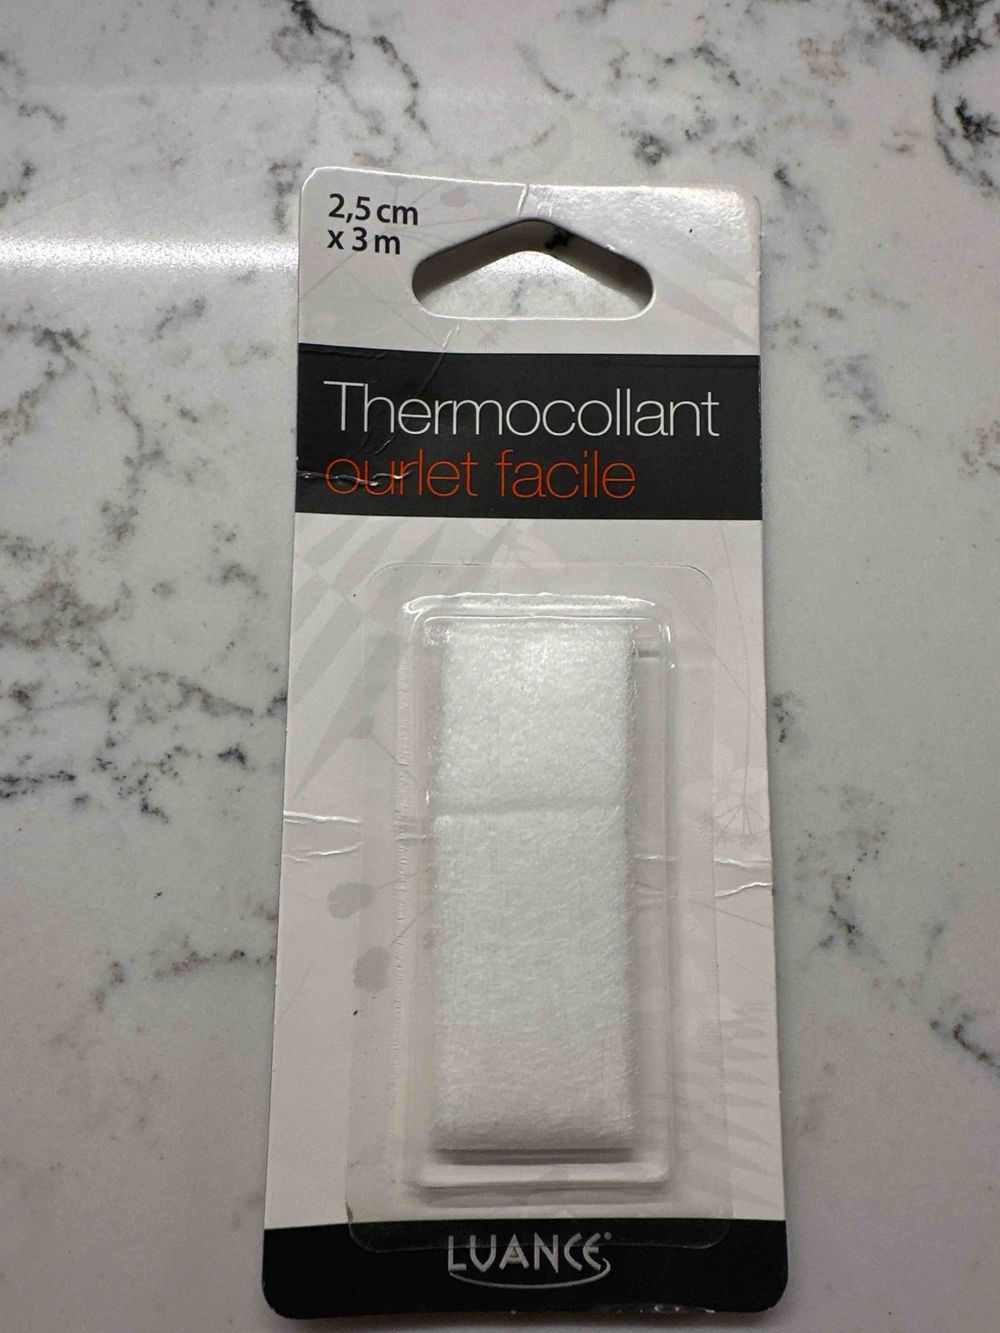 2,5 cm
x 3 m
Thermocollant
ourlet facile
LUANCE®